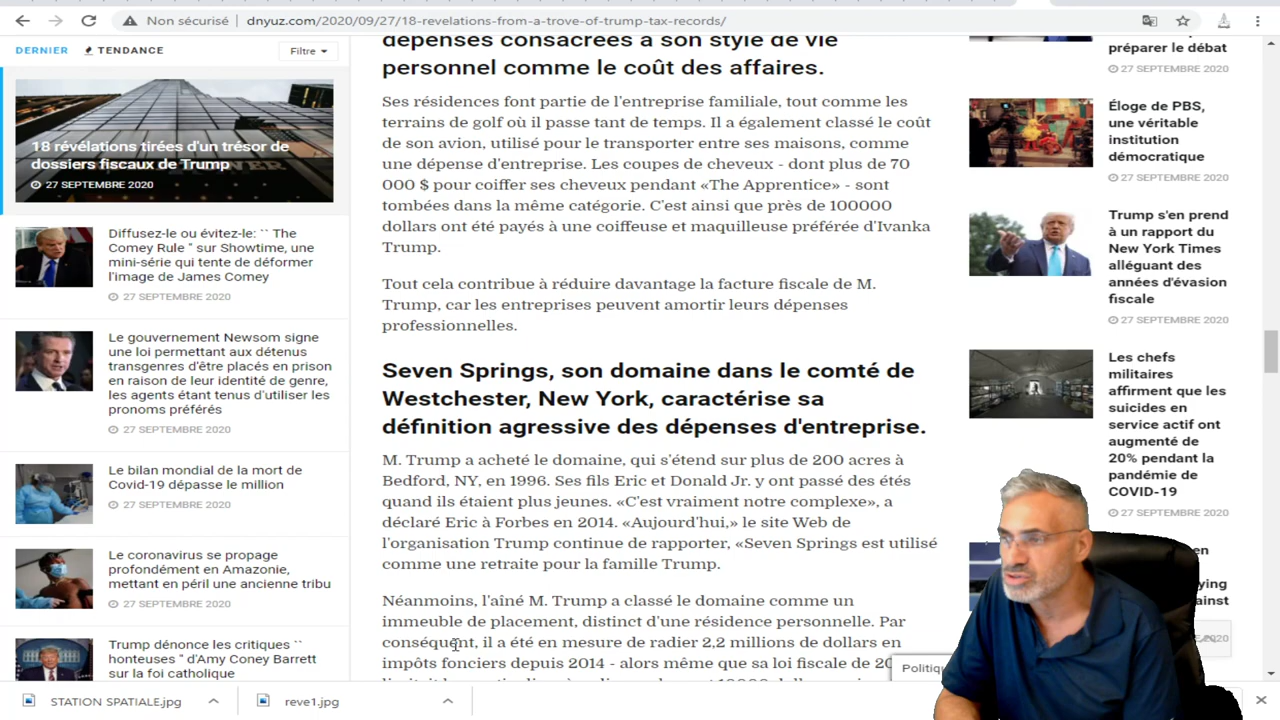 Non sécurisé
dnyuz.com/2020/09/27/18-revelations-from-a-trove-of-trump-tax-records/
DERNIER
TENDANCE
Filtre
18 révélations tirées d'un trésor de
dossiers fiscaux de Trump
27 SEPTEMBRE 2020
Diffusez-le ou évitez-le: `` The
Comey Rule '' sur Showtime, une
mini-série qui tente de déformer
l'image de James Comey
27 SEPTEMBRE 2020
Le gouvernement Newsom signe
une loi permettant aux détenus
transgenres d'être placés en prison
en raison de leur identité de genre,
les agents étant tenus d'utiliser les
pronoms préférés
27 SEPTEMBRE 2020
Le bilan mondial de la mort de
Covid-19 dépasse le million
27 SEPTEMBRE 2020
Le coronavirus se propage
profondément en Amazonie,
mettant en péril une ancienne tribu
27 SEPTEMBRE 2020
Trump dénonce les critiques ``
honteuses '' d'Amy Coney Barrett
sur la foi catholique
dépenses consacrées à son style de vie
personnel comme le coût des affaires.
Ses résidences font partie de l'entreprise familiale, tout comme les
terrains de golf où il passe tant de temps. Il a également classé le coût
de son avion, utilisé pour le transporter entre ses maisons, comme
une dépense d'entreprise. Les coupes de cheveux - dont plus de 70
000 $ pour coiffer ses cheveux pendant «The Apprentice» - sont
tombées dans la même catégorie. C'est ainsi que près de 100000
dollars ont été payés à une coiffeuse et maquilleuse préférée d'Ivanka
Trump.
Tout cela contribue à réduire davantage la facture fiscale de M.
Trump, car les entreprises peuvent amortir leurs dépenses
professionnelles.
Seven Springs, son domaine dans le comté de
Westchester, New York, caractérise sa
définition agressive des dépenses d'entreprise.
M. Trump a acheté le domaine, qui s'étend sur plus de 200 acres à
Bedford, NY, en 1996. Ses fils Eric et Donald Jr. y ont passé des étés
quand ils étaient plus jeunes. «C'est vraiment notre complexe», a
déclaré Eric à Forbes en 2014. «Aujourd'hui,» le site Web de
l'organisation Trump continue de rapporter, «Seven Springs est utilisé
comme une retraite pour la famille Trump.
Néanmoins, l'aîné M. Trump a classé le domaine comme un
immeuble de placement, distinct d'une résidence personnelle. Par
conséquent, il a été en mesure de radier 2,2 millions de dollars en
impôts fonciers depuis 2014 - alors même que sa loi fiscale de 20
préparer le débat
27 SEPTEMBRE 2020
Éloge de PBS,
une véritable
institution
démocratique
27 SEPTEMBRE 2020
Trump s'en prend
à un rapport du
New York Times
alléguant des
années d'évasion
fiscale
27 SEPTEMBRE 2020
Les chefs
militaires
affirment que les
suicides en
service actif ont
augmenté de
20% pendant la
pandémie de
COVID-19
27 SEPTEMBRE 2020
en
ying
ainst
2020
Politiqu
STATION SPATIALE.jpg
reve1.jpg